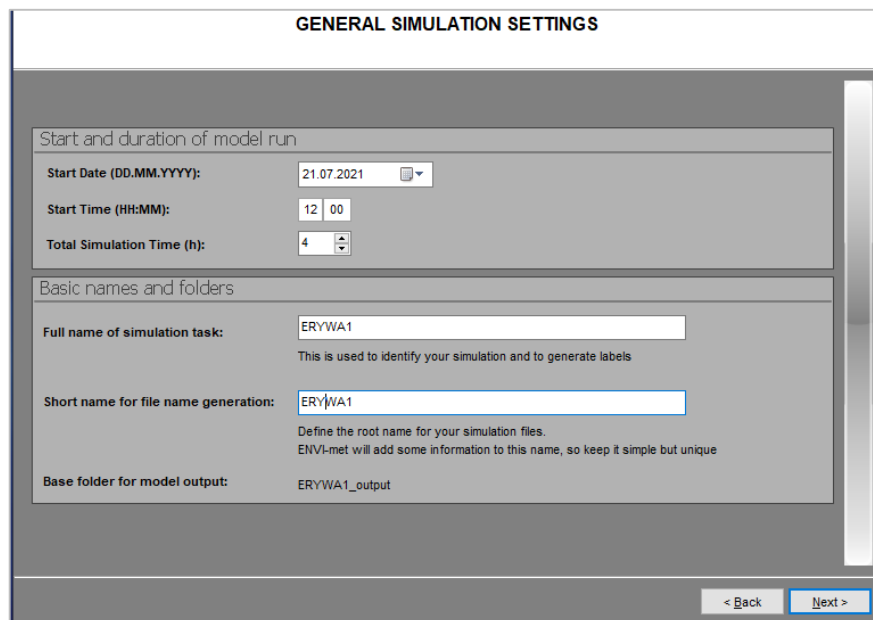 GENERAL SIMULATION SETTINGS
Start and duration of model run
Start Date (DD.MM.YYYY): 21.07.2021
Start Time (HH:MM): 12 00
Total Simulation Time (h): 4
Basic names and folders
Full name of simulation task: ERYWA1
This is used to identify your simulation and to generate labels
Short name for file name generation: ERYWA1
Define the root name for your simulation files.
ENVI-met will add some information to this name, so keep it simple but unique
Base folder for model output: ERYWA1_output
< Back Next >